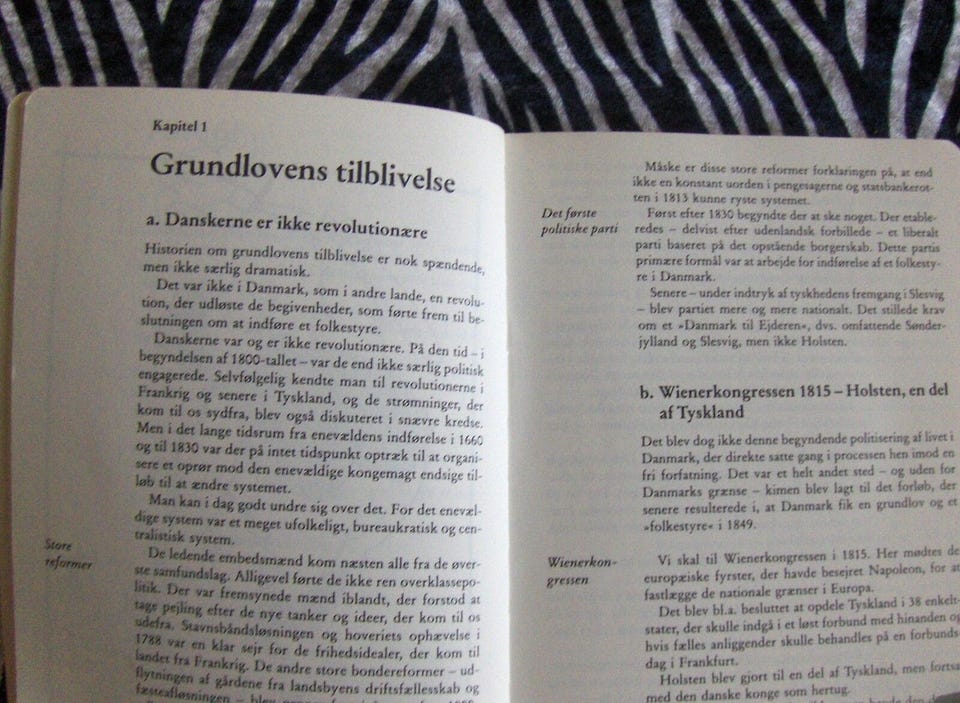 Kapitel 1
Grundlovens tilblivelse
a. Danskerne er ikke revolutionære
Historien om grundlovens tilblivelse er nok spændende,
men ikke særlig dramatisk.
Det var ikke i Danmark, som i andre lande, en revolu-
tion, der udløste de begivenheder, som førte frem til be-
slutningen om at indføre et folkestyre.
Danskerne var og er ikke revolutionære. På den tid – i
begyndelsen af 1800-tallet – var de end ikke særlig politisk
engagerede. Selvfølgelig kendte man til revolutionerne i
Frankrig og senere i Tyskland, og de strømninger, der
kom til os sydfra, blev også diskuteret i snævre kredse.
Men i det lange tidsrum fra enevældens indførelse i 1660
og til 1830 var der på intet tidspunkt optræk til at organi-
sere et oprør mod den enevældige kongemagt endsige til-
løb til at ændre systemet.
Man kan i dag godt undre sig over det. For det enevæl-
dige system var et meget ufolkeligt, bureaukratisk og cen-
tralistisk system.
Store
reformer
De ledende embedsmænd kom næsten alle fra de øver-
ste samfundslag. Alligevel førte de ikke ren overklassepo-
litik. Der var fremsynede mænd iblandt, der forstod at
tage pejling efter de nye tanker og ideer, der kom til os
udefra. Stavnsbåndsløsningen og hoveriets ophævelse i
1788 var en klar sejr for de frihedsidealer, der kom til
landet fra Frankrig. De andre store bondereformer – ud-
flytningen af gårdene fra landsbyens driftsfællesskab og
fæsteafløsningen – blev
Måske er disse store reformer forklaringen på, at end
ikke en konstant uorden i pengesagerne og statsbankerot-
ten i 1813 kunne ryste systemet.
Det første
politiske parti
Først efter 1830 begyndte der at ske noget. Der etable-
redes – delvist efter udenlandsk forbillede – et liberalt
parti baseret på det opstående borgerskab. Dette partis
primære formål var at arbejde for indførelse af et folkesty-
re i Danmark.
Senere – under indtryk af tyskhedens fremgang i Slesvig
– blev partiet mere og mere nationalt. Det stillede krav
om et »Danmark til Ejderen«, dvs. omfattende Sønder-
jylland og Slesvig, men ikke Holsten.
b. Wienerkongressen 1815 – Holsten, en del
af Tyskland
Det blev dog ikke denne begyndende politisering af livet i
Danmark, der direkte satte gang i processen hen imod en
fri forfatning. Det var et helt andet sted – og uden for
Danmarks grænse – kimen blev lagt til det forløb, der
senere resulterede i, at Danmark fik en grundlov og et
»folkestyre« i 1849.
Wienerkon-
gressen
Vi skal til Wienerkongressen i 1815. Her mødtes de
europæiske fyrster, der havde besejret Napoleon, for at
fastlægge de nationale grænser i Europa.
Det blev bl.a. besluttet at opdele Tyskland i 38 enkelt-
stater, der skulle indgå i et løst forbund med hinanden og
hvis fælles anliggender skulle behandles på en forbunds-
dag i Frankfurt.
Holsten blev gjort til en del af Tyskland, men fortsa
med den danske konge som hertug.